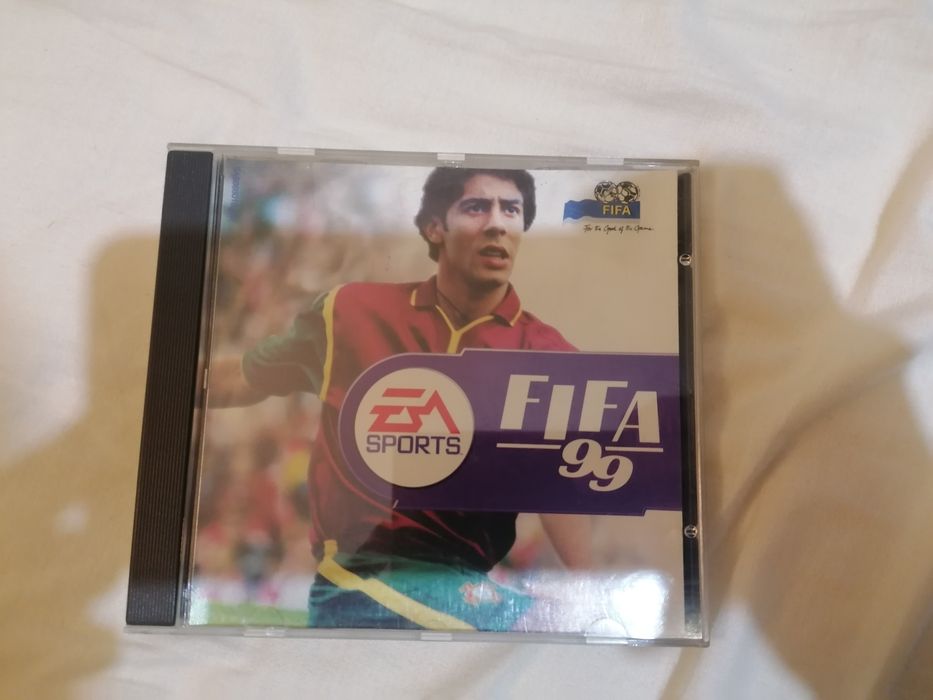 FIFA
For the Good of the Game
EA
SPORTS
FIFA
99